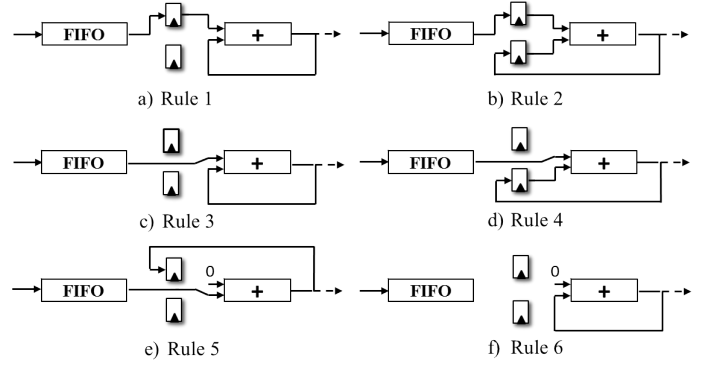 FIFO +
FIFO +
a) Rule 1
b) Rule 2
FIFO +
FIFO +
c) Rule 3
d) Rule 4
FIFO 0 +
FIFO 0 +
e) Rule 5
f) Rule 6